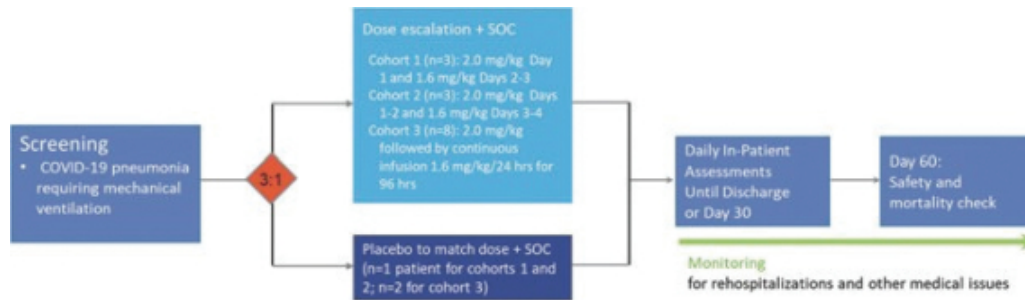 Screening
• COVID-19 pneumonia
requiring mechanical
ventilation
3:1
Dose escalation + SOC
Cohort 1 (n=3): 2.0 mg/kg Day
1 and 1.6 mg/kg Days 2-3
Cohort 2 (n=3): 2.0 mg/kg Days
1-2 and 1.6 mg/kg Days 3-4
Cohort 3 (n=8): 2.0 mg/kg
followed by continuous
infusion 1.6 mg/kg/24 hrs for
96 hrs
Placebo to match dose + SOC
(n=1 patient for cohorts 1 and
2; n=2 for cohort 3)
Daily In-Patient
Assessments
Until Discharge
or Day 30
Day 60:
Safety and
mortality check
Monitoring
for rehospitalizations and other medical issues